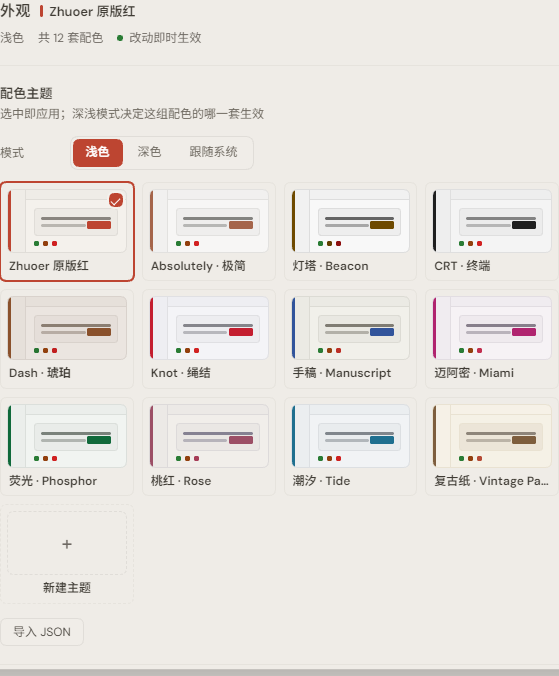 外观 Zhuoer 原版红
浅色 共 12 套配色 改动即时生效
配色主题
选中即应用；深浅模式决定这组配色的哪一套生效
模式 浅色 深色 跟随系统
Zhuoer 原版红 Absolutely · 极简 灯塔 · Beacon CRT · 终端
Dash · 琥珀 Knot · 绳结 手稿 · Manuscript 迈阿密 · Miami
荧光 · Phosphor 桃红 · Rose 潮汐 · Tide 复古纸 · Vintage Pa...
+
新建主题
导入 JSON